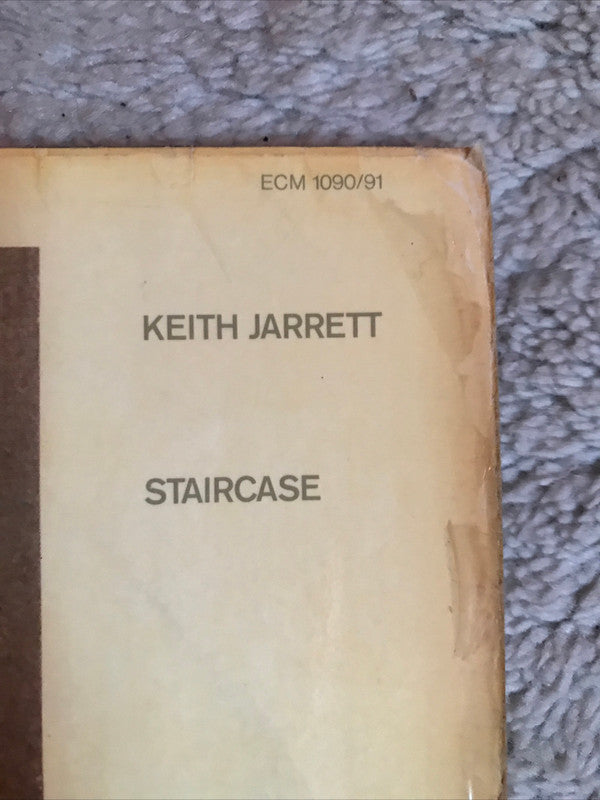 ECM 1090/91
KEITH JARRETT
STAIRCASE